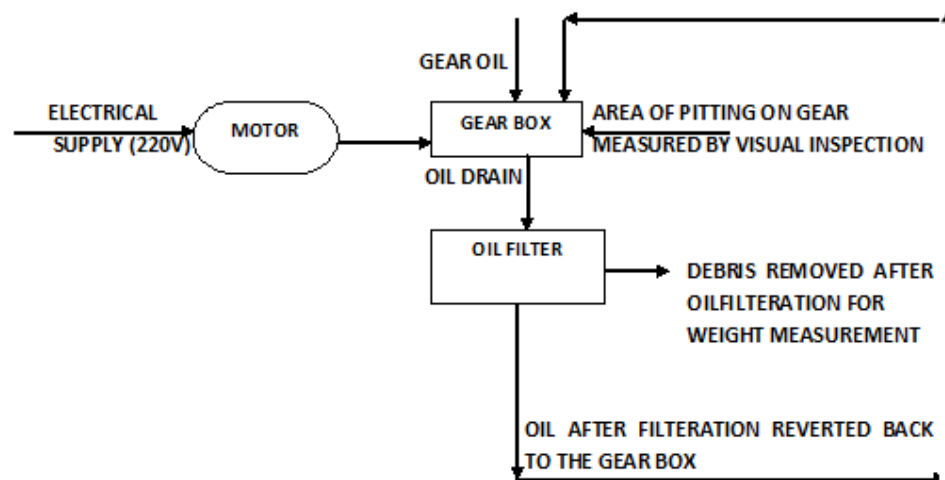 GEAR OIL
ELECTRICAL
SUPPLY (220V)
MOTOR
GEAR BOX
AREA OF PITTING ON GEAR
MEASURED BY VISUAL INSPECTION
OIL DRAIN
OIL FILTER
DEBRIS REMOVED AFTER
OILFILTERATION FOR
WEIGHT MEASUREMENT
OIL AFTER FILTERATION REVERTED BACK
TO THE GEAR BOX